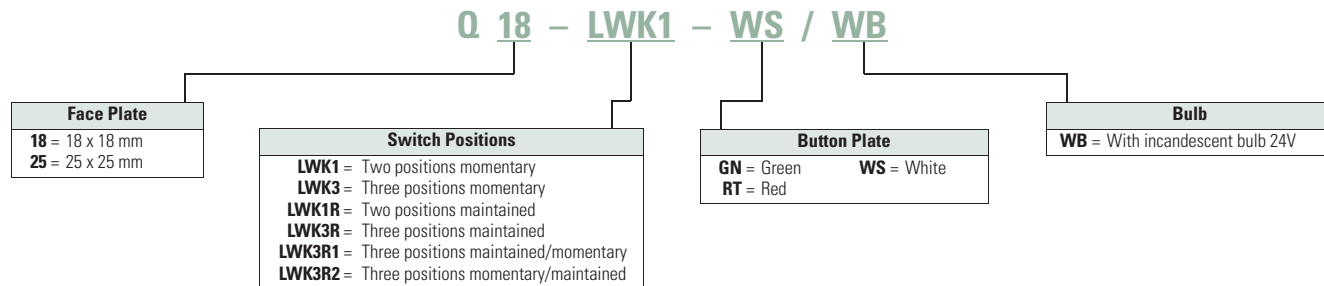 Q 18 – LWK1 – WS / WB
Face Plate
18 = 18 x 18 mm
25 = 25 x 25 mm
Switch Positions
LWK1 = Two positions momentary
LWK3 = Three positions momentary
LWK1R = Two positions maintained
LWK3R = Three positions maintained
LWK3R1 = Three positions maintained/momentary
LWK3R2 = Three positions momentary/maintained
Button Plate
GN = Green WS = White
RT = Red
Bulb
WB = With incandescent bulb 24V